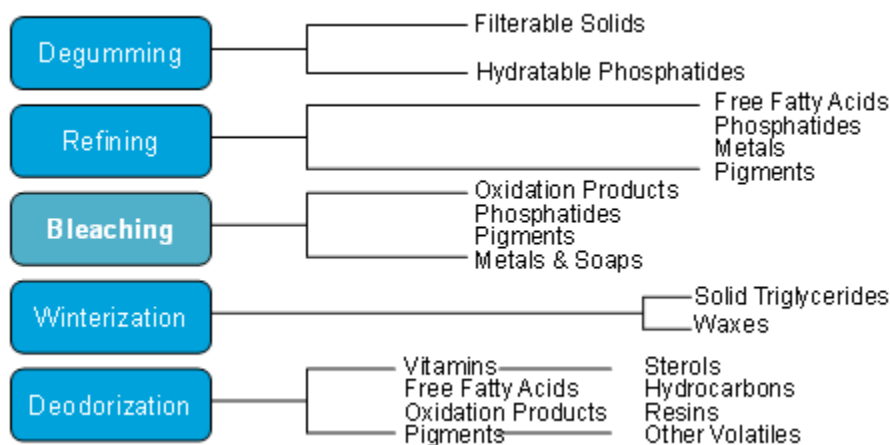 Degumming
Filterable Solids
Hydratable Phosphatides
Refining
Free Fatty Acids
Phosphatides
Metals
Pigments
Bleaching
Oxidation Products
Phosphatides
Pigments
Metals & Soaps
Winterization
Solid Triglycerides
Waxes
Deodorization
Vitamins
Free Fatty Acids
Oxidation Products
Pigments
Sterols
Hydrocarbons
Resins
Other Volatiles